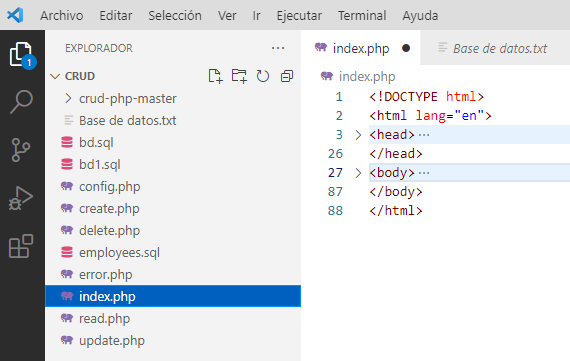 Archivo Editar Selección Ver Ir Ejecutar Terminal Ayuda
EXPLORADOR ···
index.php ● Base de datos.txt
CRUD
index.php
crud-php-master
Base de datos.txt
bd.sql
bd1.sql
config.php
create.php
delete.php
employees.sql
error.php
index.php
read.php
update.php
1
1 <!DOCTYPE html>
2 <html lang="en">
3 <head>···
26 </head>
27 <body>···
87 </body>
88 </html>